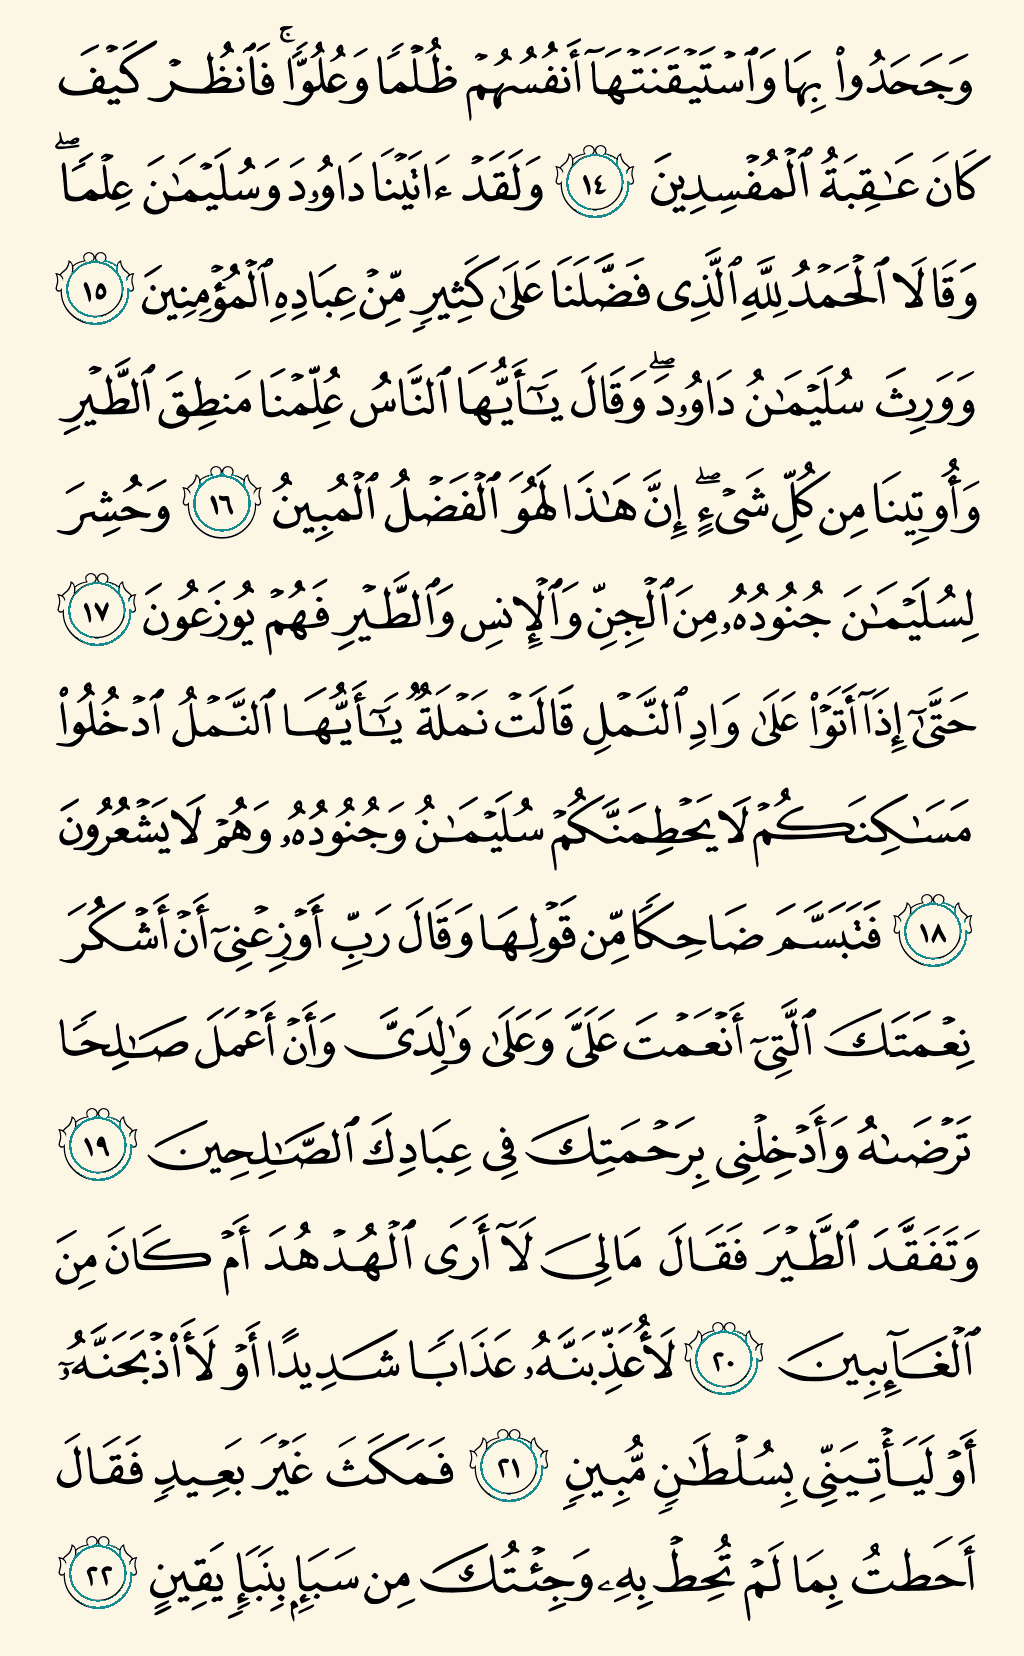 وَجَحَدُوا۟ بِهَا وَٱسْتَيْقَنَتْهَآ أَنفُسُهُمْ ظُلْمًا وَعُلُوًّا ۚ فَٱنظُرْ كَيْفَ
كَانَ عَـٰقِبَةُ ٱلْمُفْسِدِينَ ١٤ وَلَقَدْ ءَاتَيْنَا دَاوُۥدَ وَسُلَيْمَـٰنَ عِلْمًا ۖ
وَقَالَا ٱلْحَمْدُ لِلَّهِ ٱلَّذِى فَضَّلَنَا عَلَىٰ كَثِيرٍ مِّنْ عِبَادِهِ ٱلْمُؤْمِنِينَ ١٥
وَوَرِثَ سُلَيْمَـٰنُ دَاوُۥدَ ۖ وَقَالَ يَـٰٓأَيُّهَا ٱلنَّاسُ عُلِّمْنَا مَنطِقَ ٱلطَّيْرِ
وَأُوتِينَا مِن كُلِّ شَىْءٍ ۖ إِنَّ هَـٰذَا لَهُوَ ٱلْفَضْلُ ٱلْمُبِينُ ١٦ وَحُشِرَ
لِسُلَيْمَـٰنَ جُنُودُهُۥ مِنَ ٱلْجِنِّ وَٱلْإِنسِ وَٱلطَّيْرِ فَهُمْ يُوزَعُونَ ١٧
حَتَّىٰٓ إِذَآ أَتَوْا۟ عَلَىٰ وَادِ ٱلنَّمْلِ قَالَتْ نَمْلَةٌ يَـٰٓأَيُّهَا ٱلنَّمْلُ ٱدْخُلُوا۟
مَسَـٰكِنَكُمْ لَا يَحْطِمَنَّكُمْ سُلَيْمَـٰنُ وَجُنُودُهُۥ وَهُمْ لَا يَشْعُرُونَ
١٨ فَتَبَسَّمَ ضَاحِكًا مِّن قَوْلِهَا وَقَالَ رَبِّ أَوْزِعْنِىٓ أَنْ أَشْكُرَ
نِعْمَتَكَ ٱلَّتِىٓ أَنْعَمْتَ عَلَىَّ وَعَلَىٰ وَٰلِدَىَّ وَأَنْ أَعْمَلَ صَـٰلِحًا
تَرْضَىٰهُ وَأَدْخِلْنِى بِرَحْمَتِكَ فِى عِبَادِكَ ٱلصَّـٰلِحِينَ ١٩
وَتَفَقَّدَ ٱلطَّيْرَ فَقَالَ مَا لِىَ لَآ أَرَى ٱلْهُدْهُدَ أَمْ كَانَ مِنَ
ٱلْغَآئِبِينَ ٢٠ لَأُعَذِّبَنَّهُۥ عَذَابًا شَدِيدًا أَوْ لَأَا۟ذْبَحَنَّهُۥٓ
أَوْ لَيَأْتِيَنِّى بِسُلْطَـٰنٍ مُّبِينٍ ٢١ فَمَكَثَ غَيْرَ بَعِيدٍ فَقَالَ
أَحَطتُ بِمَا لَمْ تُحِطْ بِهِۦ وَجِئْتُكَ مِن سَبَإٍۭ بِنَبَإٍ يَقِينٍ ٢٢